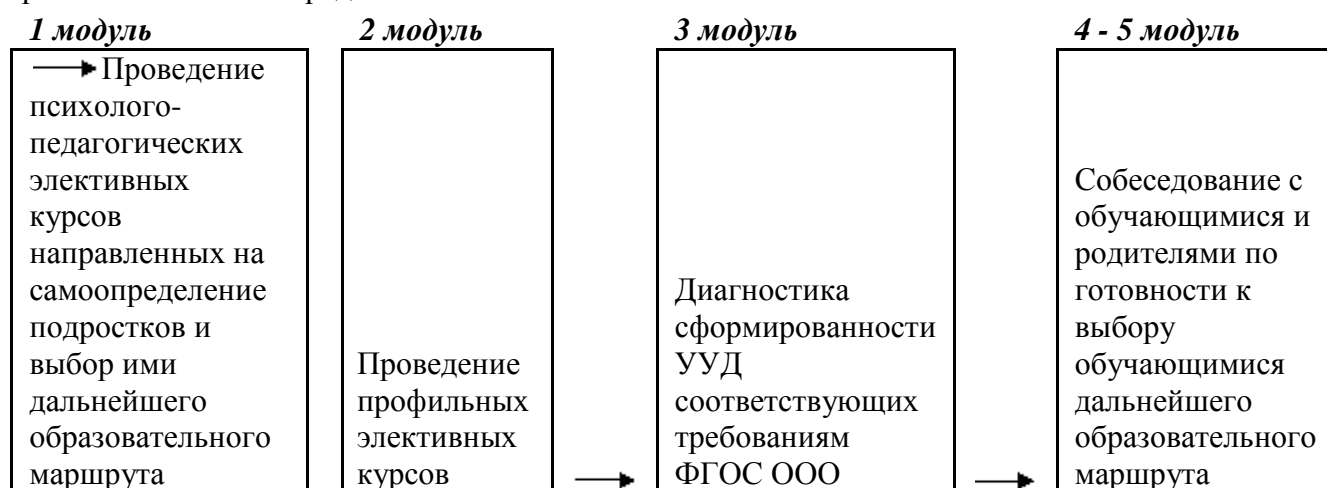 1 модуль
2 модуль
3 модуль
4 - 5 модуль
Проведение
психолого-
педагогических
элективных
курсов
направленных на
самоопределение
подростков и
выбор ими
дальнейшего
образовательного
маршрута
Проведение
профильных
элективных
курсов
Диагностика
сформированности
УУД
соответствующих
требованиям
ФГОС ООО
Собеседование с
обучающимися и
родителями по
готовности к
выбору
обучающимися
дальнейшего
образовательного
маршрута